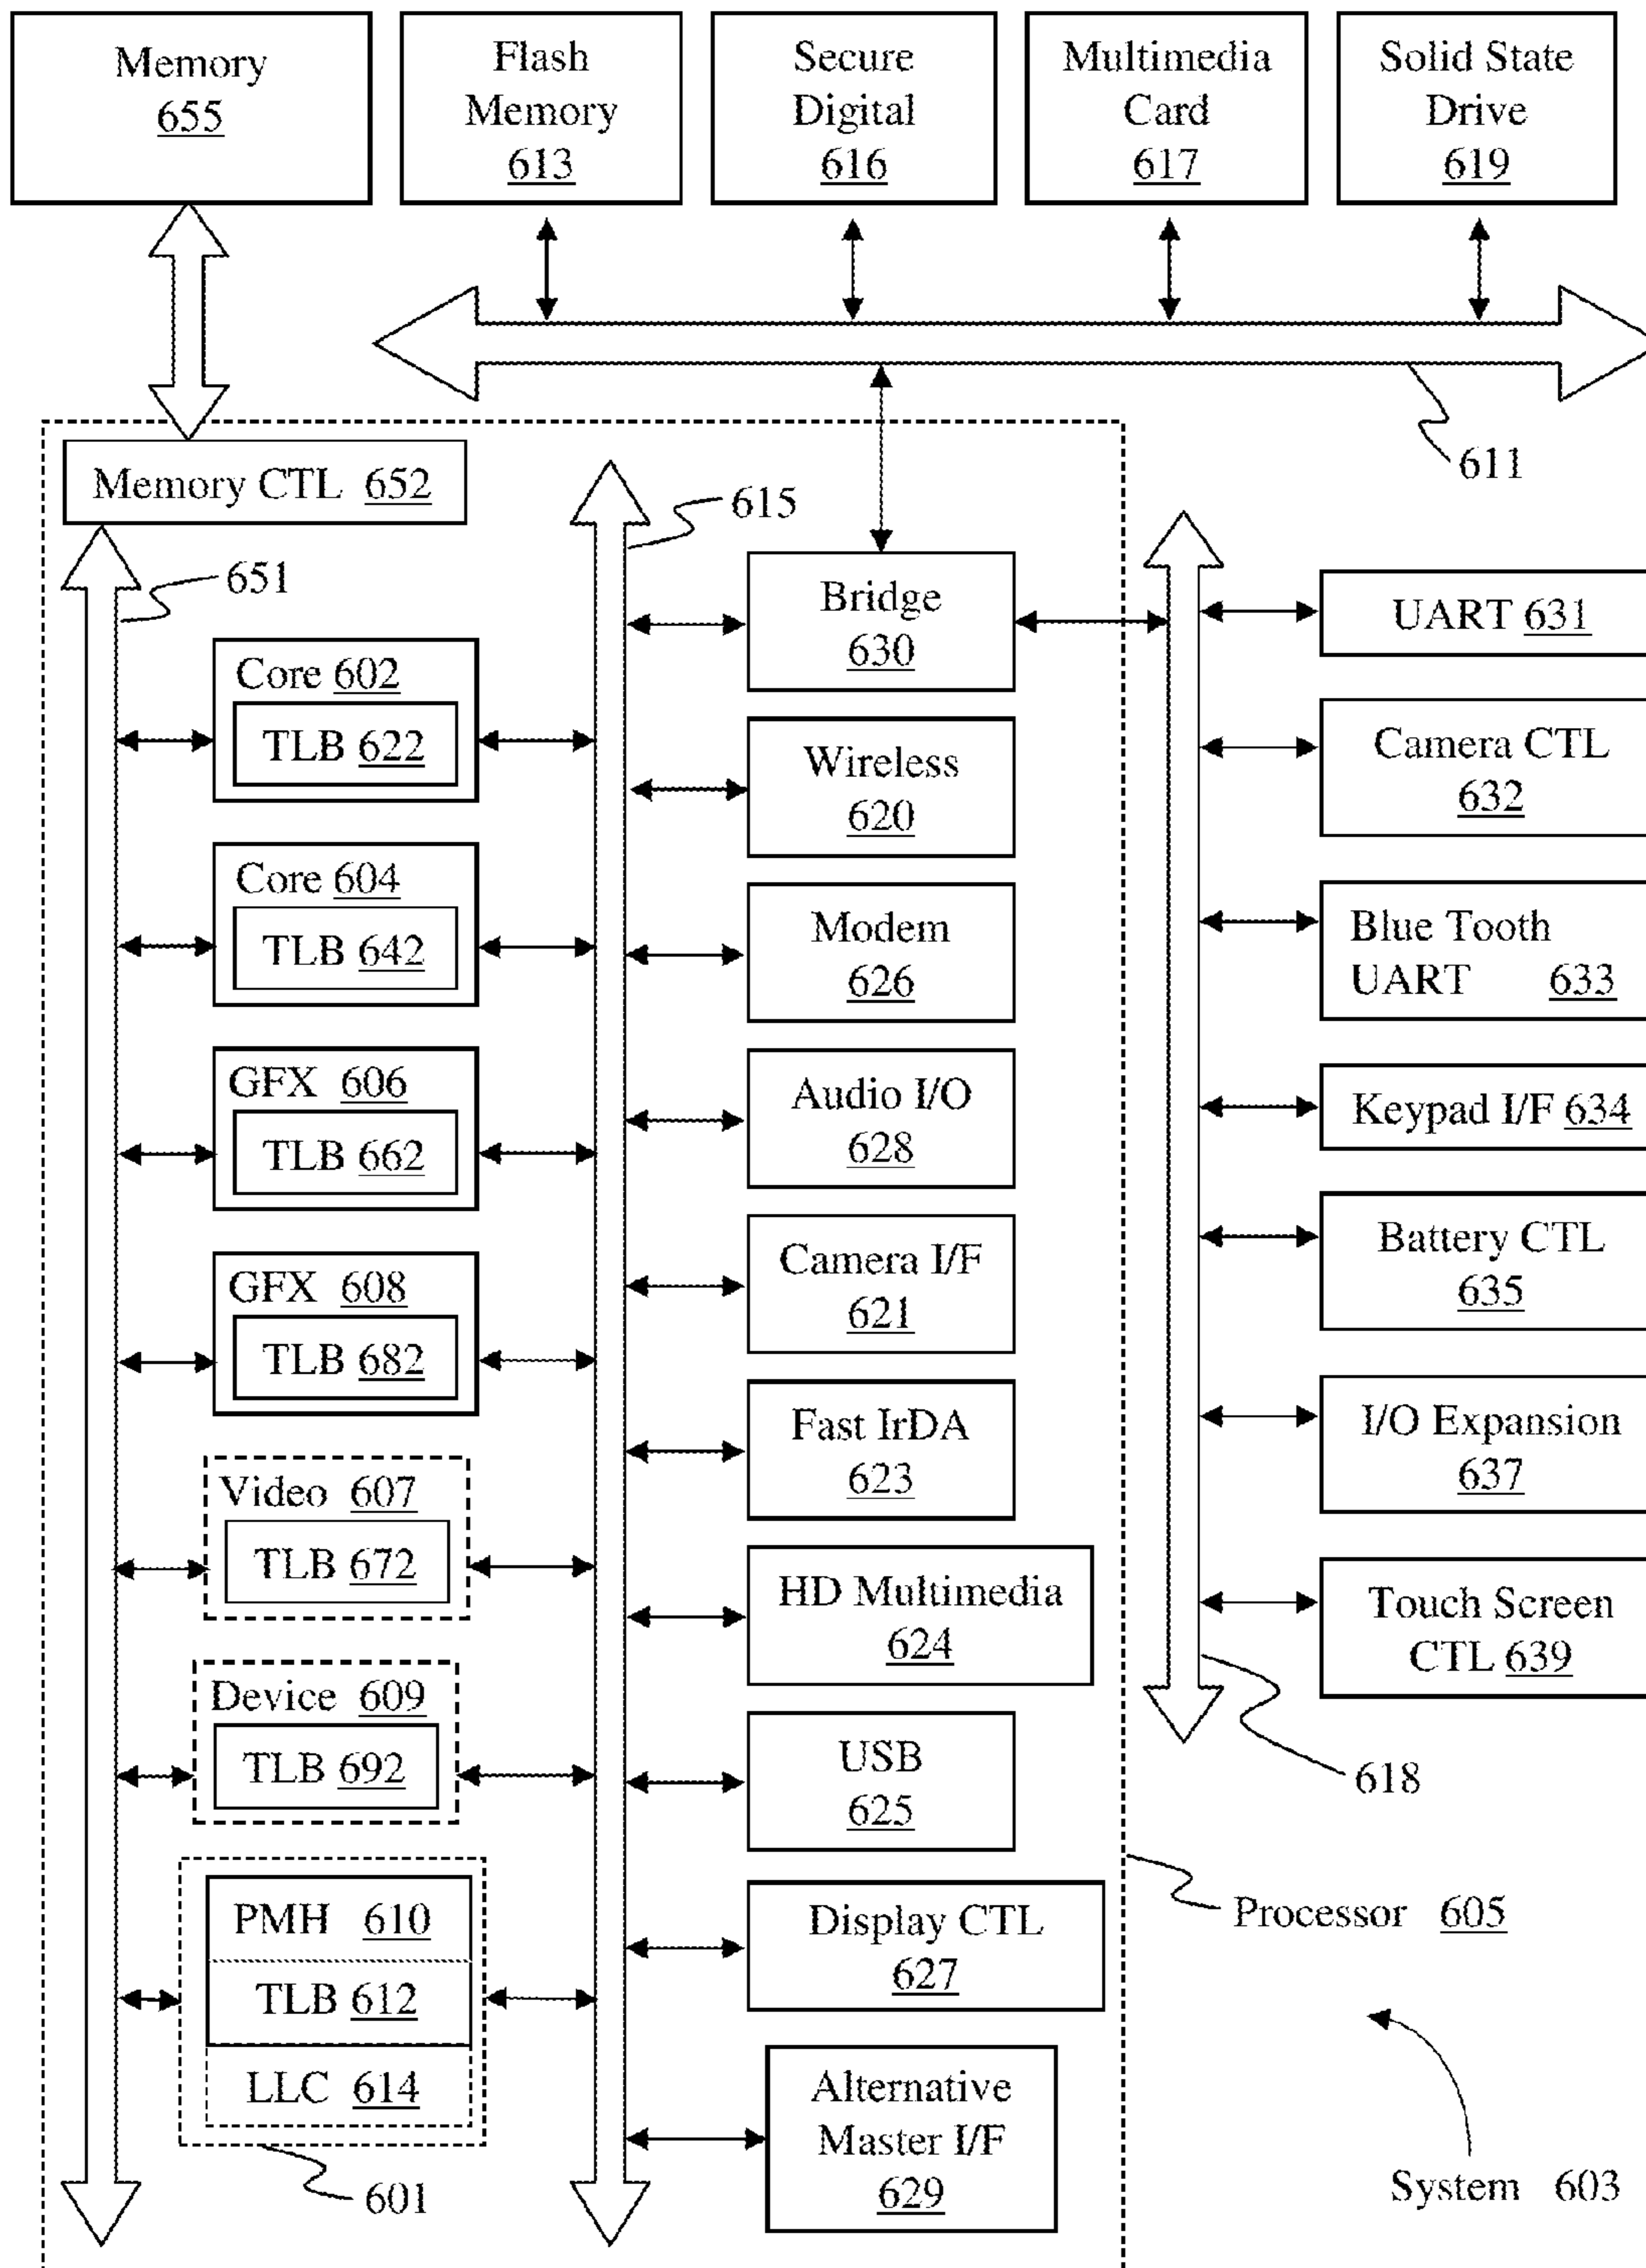 Memory
655
Flash
Memory
613
Secure
Digital
616
Multimedia
Card
617
Solid State
Drive
619
611
Memory CTL 652
651
615
Core 602
TLB 622
Core 604
TLB 642
GFX 606
TLB 662
GFX 608
TLB 682
Video 607
TLB 672
Device 609
TLB 692
PMH 610
TLB 612
LLC 614
601
Bridge
630
Wireless
620
Modem
626
Audio I/O
628
Camera I/F
621
Fast IrDA
623
HD Multimedia
624
USB
625
Display CTL
627
Alternative
Master I/F
629
UART 631
Camera CTL
632
Blue Tooth
UART 633
Keypad I/F 634
Battery CTL
635
I/O Expansion
637
Touch Screen
CTL 639
618
Processor 605
System 603